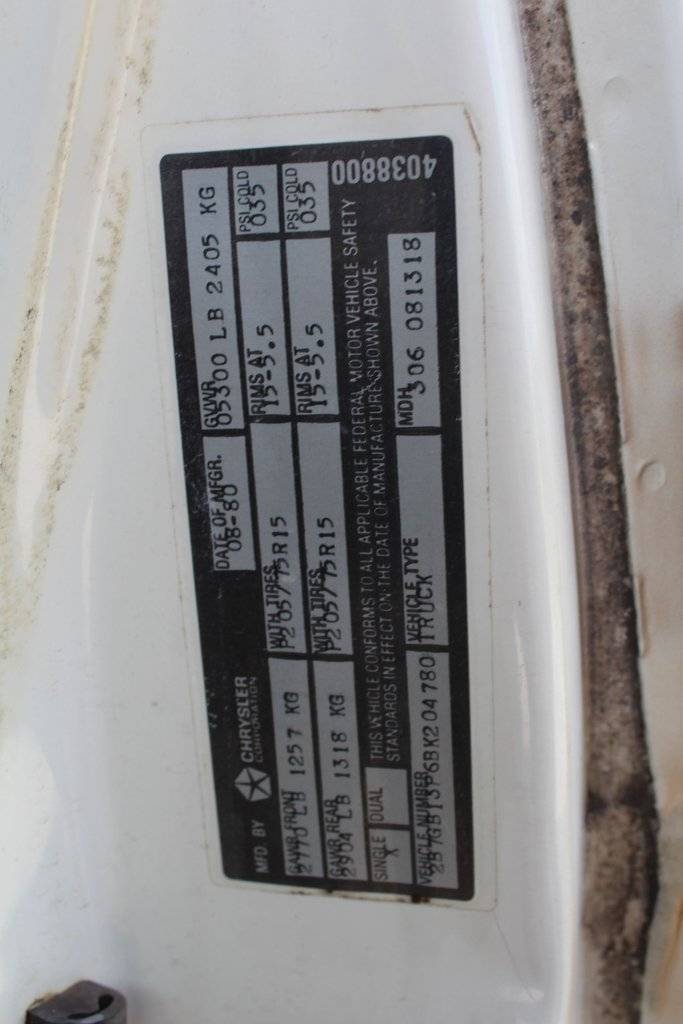 MFD. BY CHRYSLER CORPORATION
DATE OF MFGR.
08-80
GVWR
05300 LB 2405 KG
GAWR FRONT
2770 LB 1257 KG
WITH TIRES
P205/75R15
RIMS AT
15-5.5
PSI COLD
035
GAWR REAR
2904 LB 1318 KG
WITH TIRES
P205/75R15
RIMS AT
15-5.5
PSI COLD
035
SINGLE
X
DUAL
THIS VEHICLE CONFORMS TO ALL APPLICABLE FEDERAL MOTOR VEHICLE SAFETY
STANDARDS IN EFFECT ON THE DATE OF MANUFACTURE SHOWN ABOVE.
VEHICLE NUMBER
2B7GB13P6BK204780
VEHICLE TYPE
TRUCK
MDH
306 081318
4038800